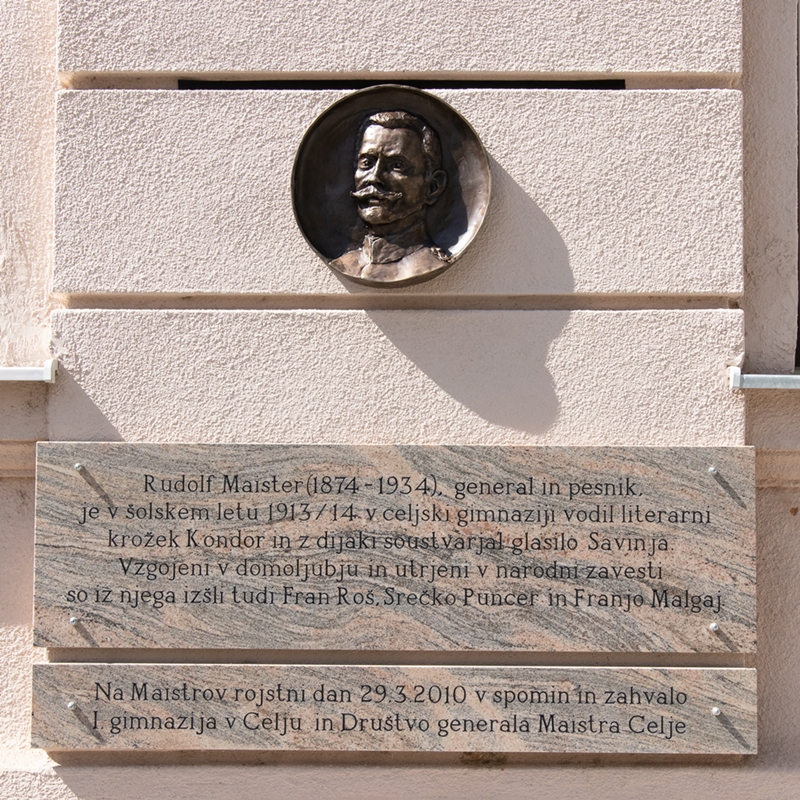 Rudolf Maister (1874-1934), general in pesnik,
je v šolskem letu 1913/14 v celjski gimnaziji vodil literarni
krožek Kondor in z dijaki soustvarjal glasilo Savinja.
Vzgojeni v domoljubju in utrjeni v narodni zavesti
so iz njega izšli tudi Fran Roš, Srečko Puncer in Franjo Malgaj.
Na Maistrov rojstni dan 29.3.2010 v spomin in zahvalo
I. gimnazija v Celju in Društvo generala Maistra Celje